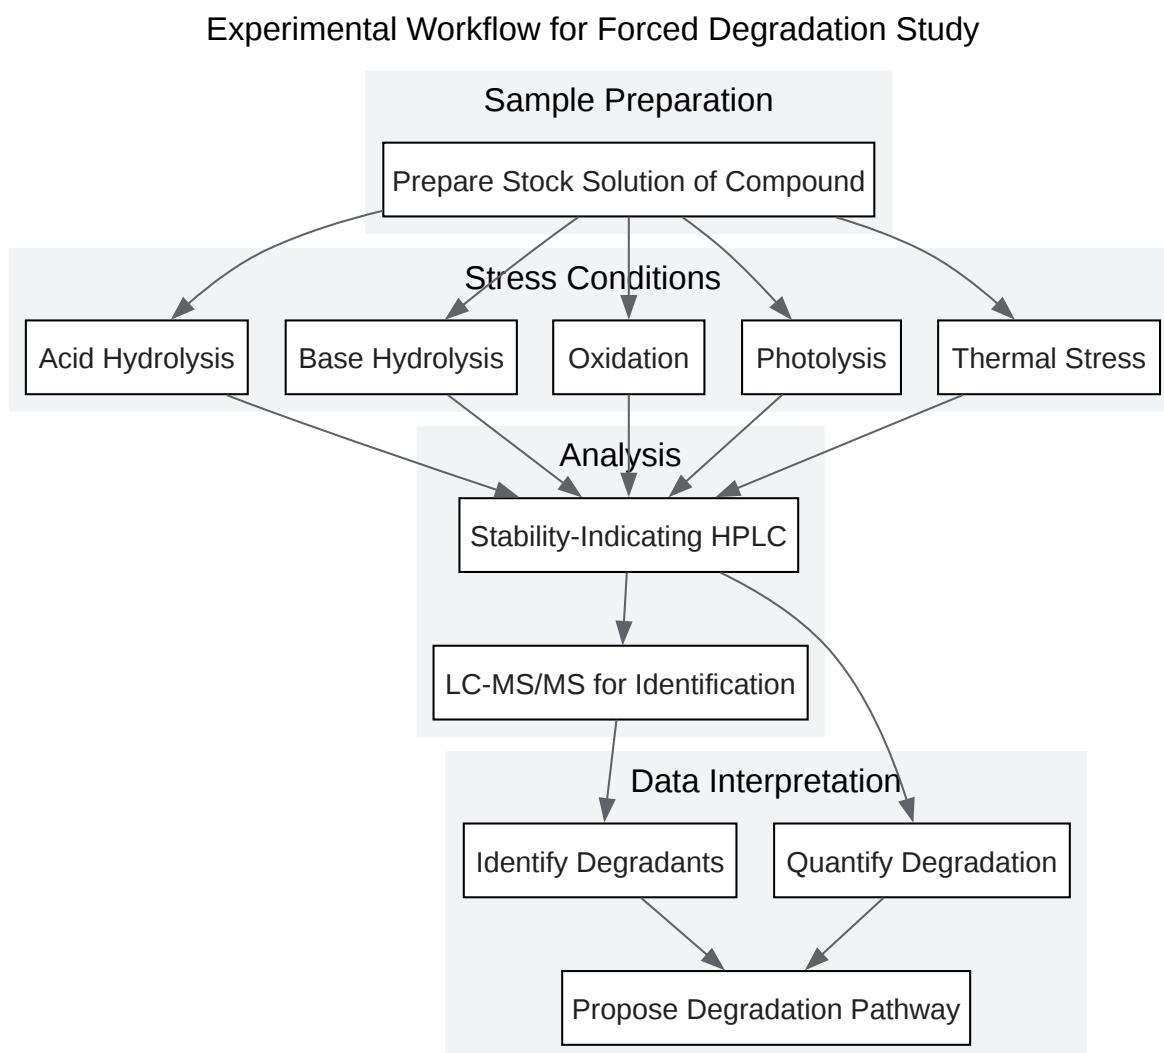 Experimental Workflow for Forced Degradation Study
Sample Preparation
Prepare Stock Solution of Compound
Stress Conditions
Acid Hydrolysis
Base Hydrolysis
Oxidation
Photolysis
Thermal Stress
Analysis
Stability-Indicating HPLC
LC-MS/MS for Identification
Data Interpretation
Identify Degradants
Quantify Degradation
Propose Degradation Pathway